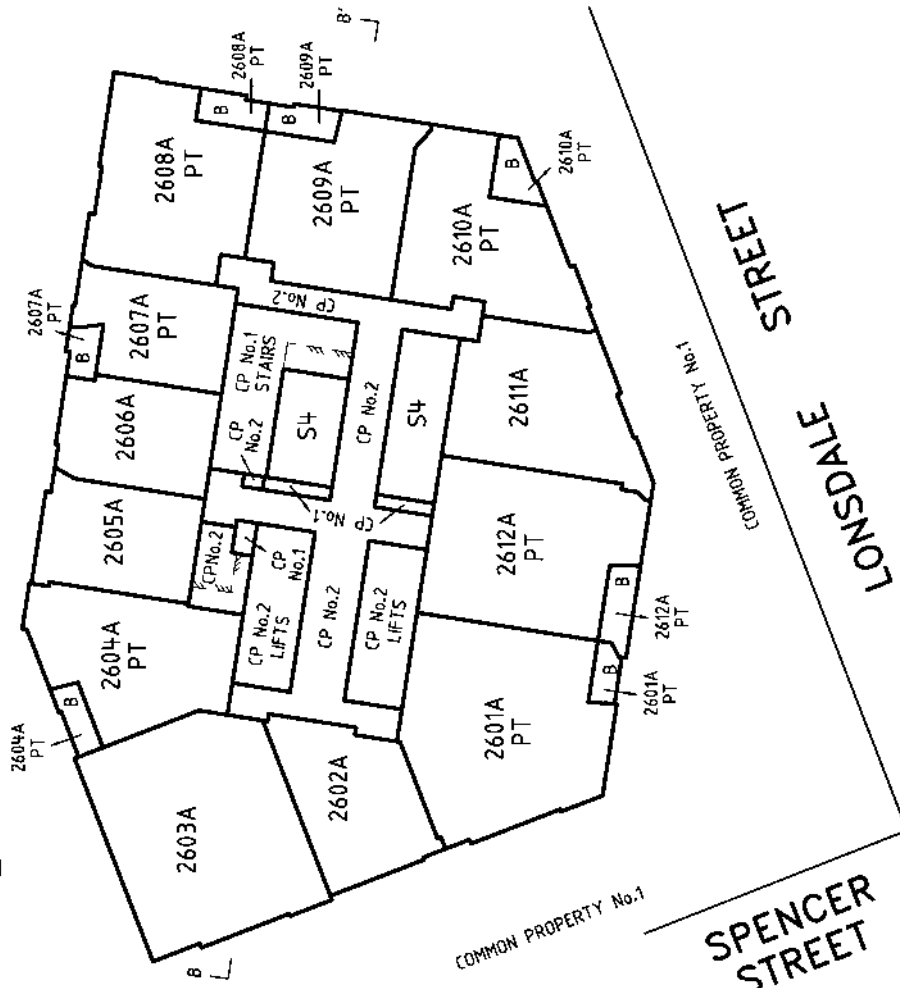 B'
2608A
PT
2609A
PT
B
B
2608A
PT
2609A
PT
2610A
PT
B
2610A
PT
2607A
PT
B
2607A
PT
CP No.2
2606A
CP No.1
STAIRS
CP
No.2
S4
CP No.2
S4
2611A
STREET
COMMON PROPERTY No.1
LONSDALE
2605A
CPNo.2
CP
No.1
CP No.1
CP No.2
LIFTS
CP No.2
CP No.2
LIFTS
2612A
PT
B
2612A
PT
2604A
PT
B
2604A
PT
2603A
2602A
2601A
PT
B
2601A
PT
B
COMMON PROPERTY No.1
SPENCER
STREET